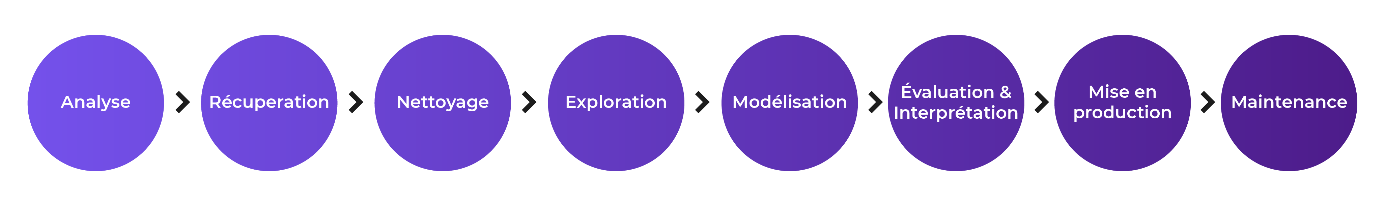 Analyse
Récuperation
Nettoyage
Exploration
Modélisation
Évaluation &
Interprétation
Mise en
production
Maintenance